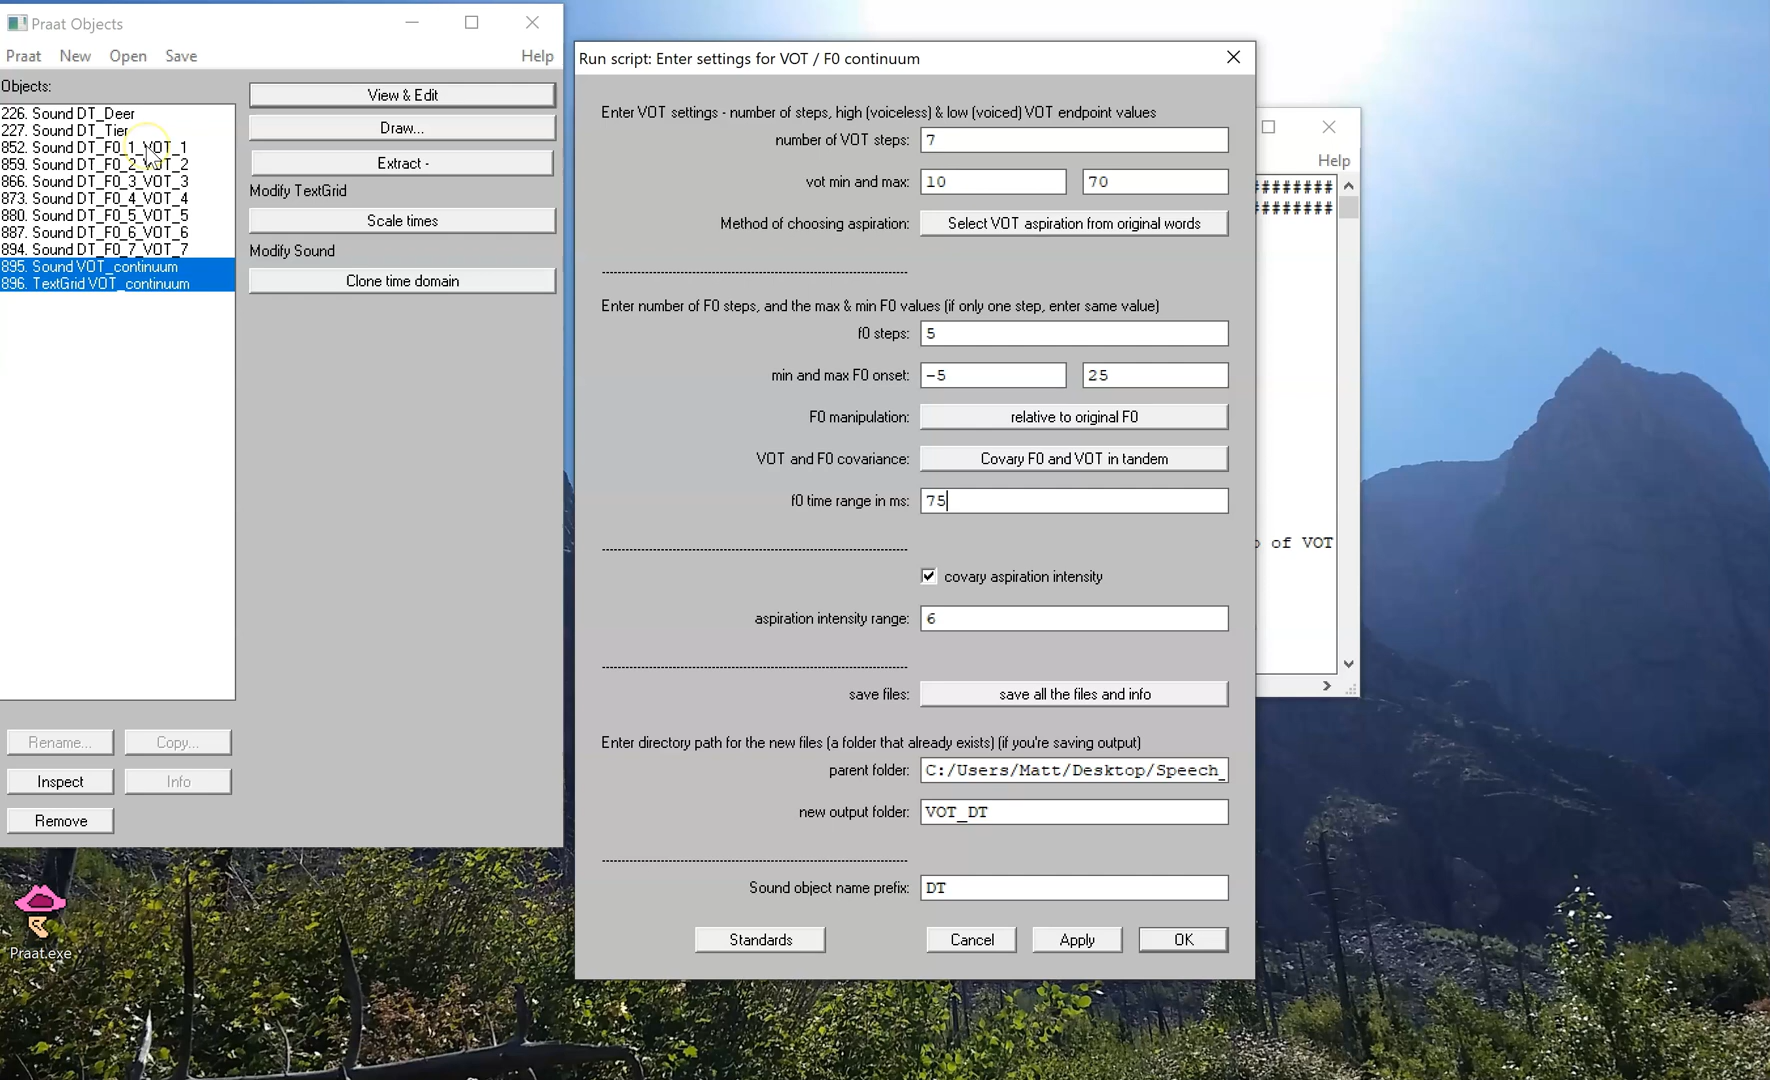 Praat Objects
Praat New Open Save Help
Objects:
226. Sound DT_Deer
227. Sound DT_Tier
852. Sound DT_F0_1_VOT_1
859. Sound DT_F0_2_VOT_2
866. Sound DT_F0_3_VOT_3
873. Sound DT_F0_4_VOT_4
880. Sound DT_F0_5_VOT_5
887. Sound DT_F0_6_VOT_6
894. Sound DT_F0_7_VOT_7
895. Sound VOT_continuum
896. TextGrid VOT_continuum
View & Edit
Draw...
Extract -
Modify TextGrid
Scale times
Modify Sound
Clone time domain
Rename... Copy...
Inspect Info
Remove
Praat.exe
Run script: Enter settings for VOT / F0 continuum
Enter VOT settings - number of steps, high (voiceless) & low (voiced) VOT endpoint values
number of VOT steps: 7
vot min and max: 10 70
Method of choosing aspiration: Select VOT aspiration from original words
------------------------------------------------------------
Enter number of F0 steps, and the max & min F0 values (if only one step, enter same value)
f0 steps: 5
min and max F0 onset: -5 25
F0 manipulation: relative to original F0
VOT and F0 covariance: Covary F0 and VOT in tandem
f0 time range in ms: 75
------------------------------------------------------------
covary aspiration intensity
aspiration intensity range: 6
------------------------------------------------------------
save files: save all the files and info
Enter directory path for the new files (a folder that already exists) (if you're saving output)
parent folder: C:/Users/Matt/Desktop/Speech_
new output folder: VOT_DT
------------------------------------------------------------
Sound object name prefix: DT
Standards Cancel Apply OK
Help
########
########
of VOT